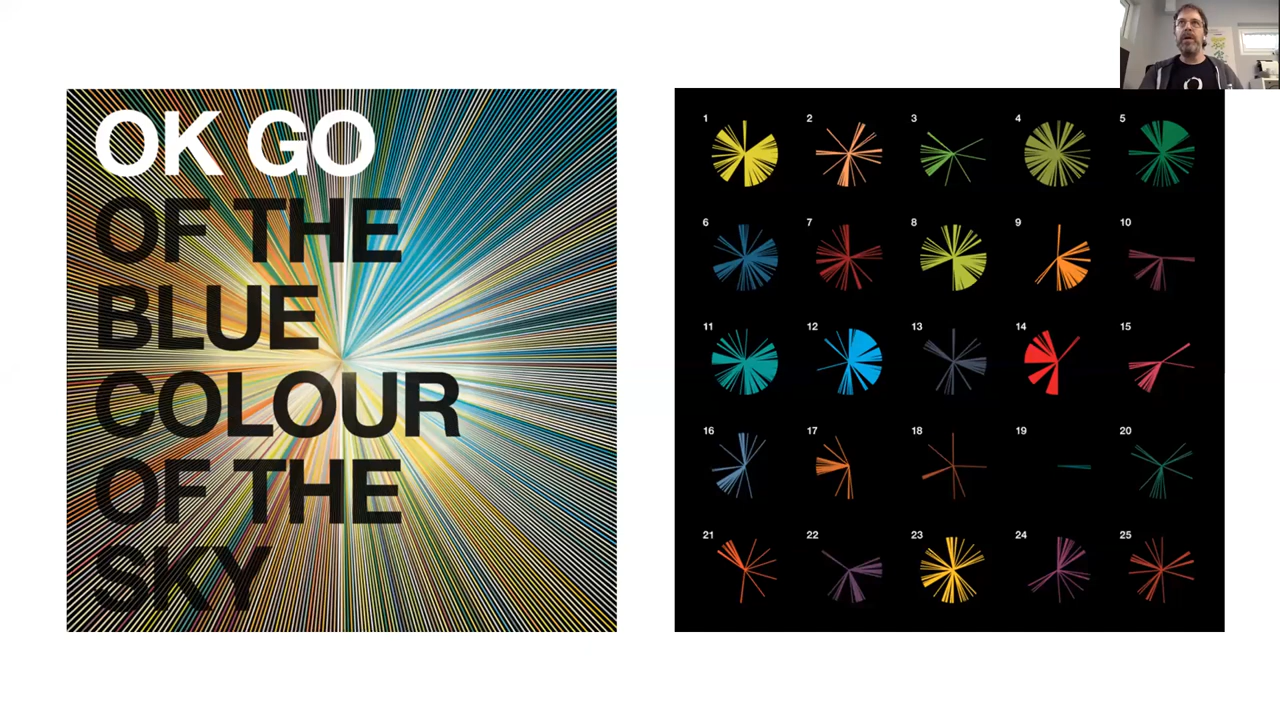 OK GO
OF THE
BLUE
COLOUR
OF THE
SKY
1 2 3 4 5
6 7 8 9 10
11 12 13 14 15
16 17 18 19 20
21 22 23 24 25